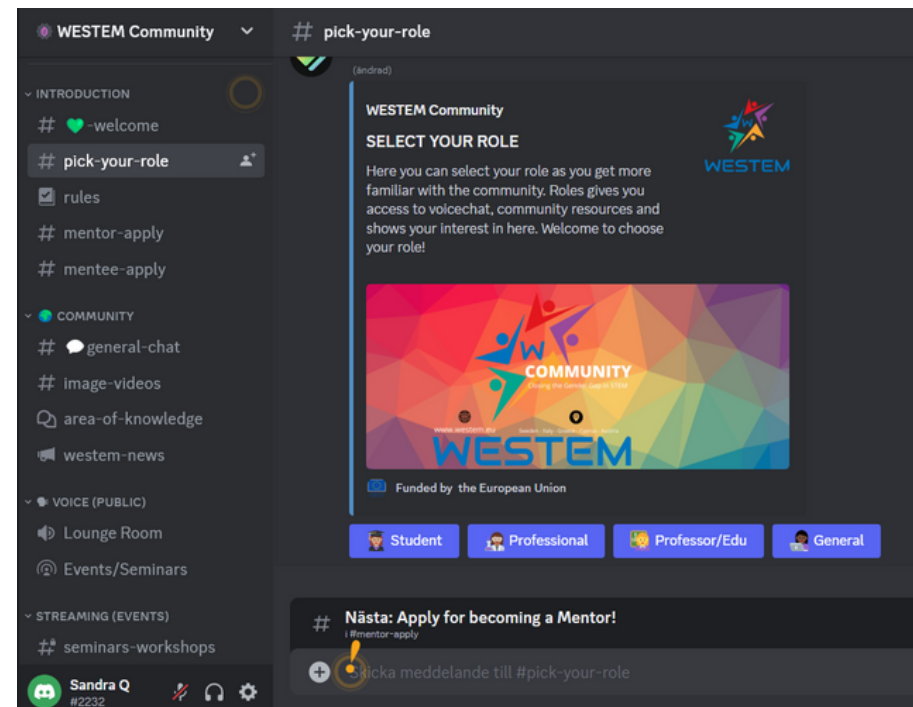 WESTEM Community
INTRODUCTION
-welcome
pick-your-role
rules
mentor-apply
mentee-apply
COMMUNITY
general-chat
image-videos
area-of-knowledge
westem-news
VOICE (PUBLIC)
Lounge Room
Events/Seminars
STREAMING (EVENTS)
seminars-workshops
Sandra Q
#2232
pick-your-role
(ändrad)
WESTEM Community
SELECT YOUR ROLE
Here you can select your role as you get more
familiar with the community. Roles gives you
access to voicechat, community resources and
shows your interest in here. Welcome to choose
your role!
WESTEM
W
COMMUNITY
Closing the Gender Gap in STEM
www.westem.eu
WESTEM
Funded by the European Union
Student
Professional
Professor/Edu
General
Nästa: Apply for becoming a Mentor!
i #mentor-apply
Skicka meddelande till #pick-your-role